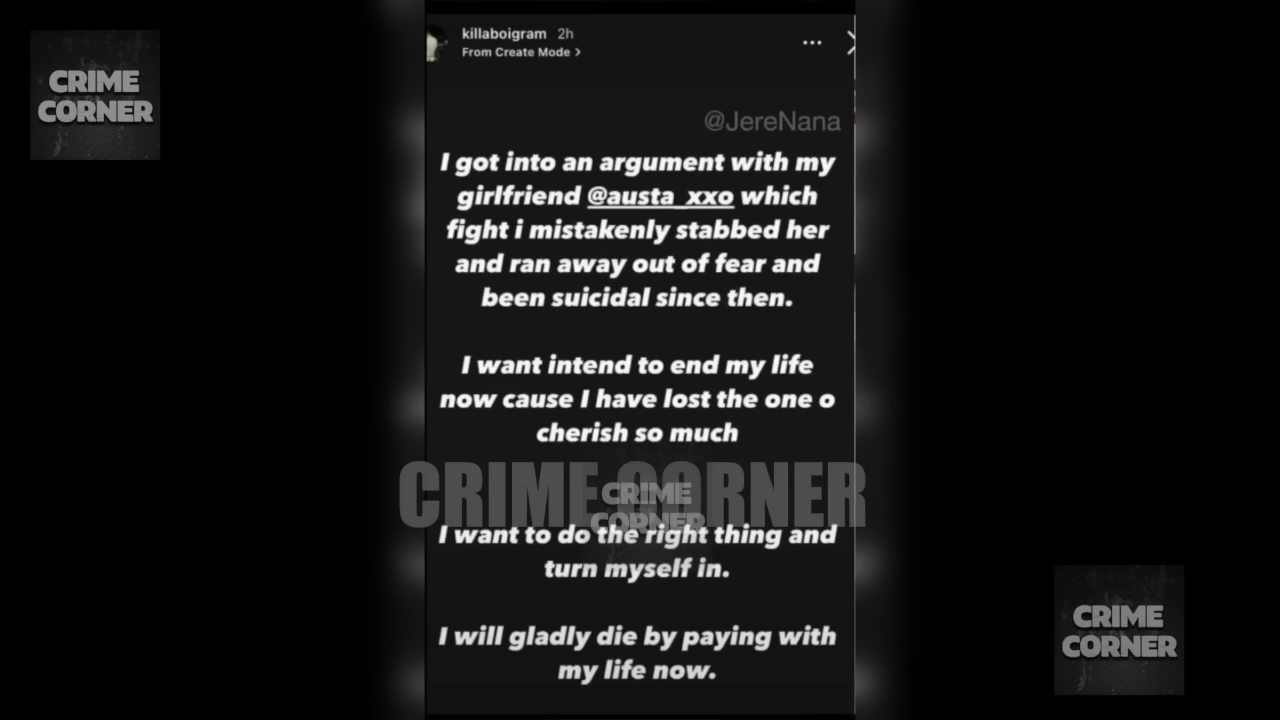 CRIME
CORNER
killaboigram 2h
From Create Mode >
@JereNana
I got into an argument with my
girlfriend @austa_xxo which
fight i mistakenly stabbed her
and ran away out of fear and
been suicidal since then.
I want intend to end my life
now cause I have lost the one o
cherish so much
CRIME CORNER
CRIME
CORNER
I want to do the right thing and
turn myself in.
I will gladly die by paying with
my life now.
CRIME
CORNER